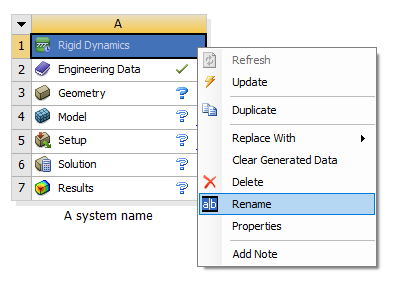 A
1 Rigid Dynamics
2 Engineering Data
3 Geometry
4 Model
5 Setup
6 Solution
7 Results
A system name
Refresh
Update
Duplicate
Replace With
Clear Generated Data
Delete
a|b Rename
Properties
Add Note